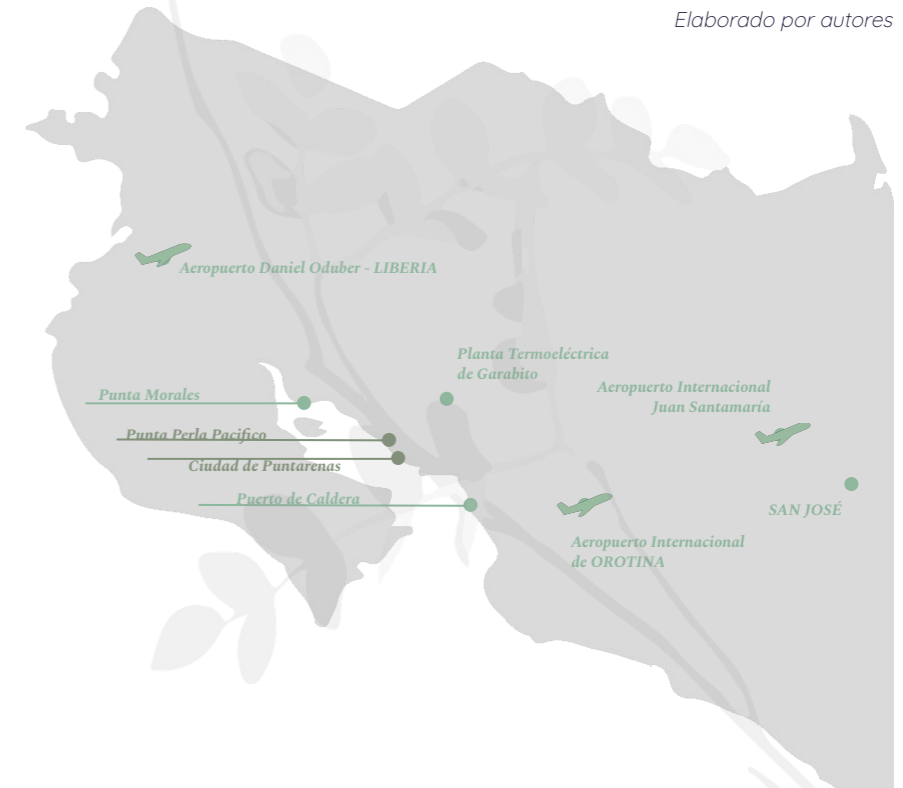 Elaborado por autores
Aeropuerto Daniel Oduber - LIBERIA
Planta Termoeléctrica
de Garabito
Aeropuerto Internacional
Juan Santamaría
Punta Morales
Punta Perla Pacifico
Ciudad de Puntarenas
Puerto de Caldera
SAN JOSÉ
Aeropuerto Internacional
de OROTINA